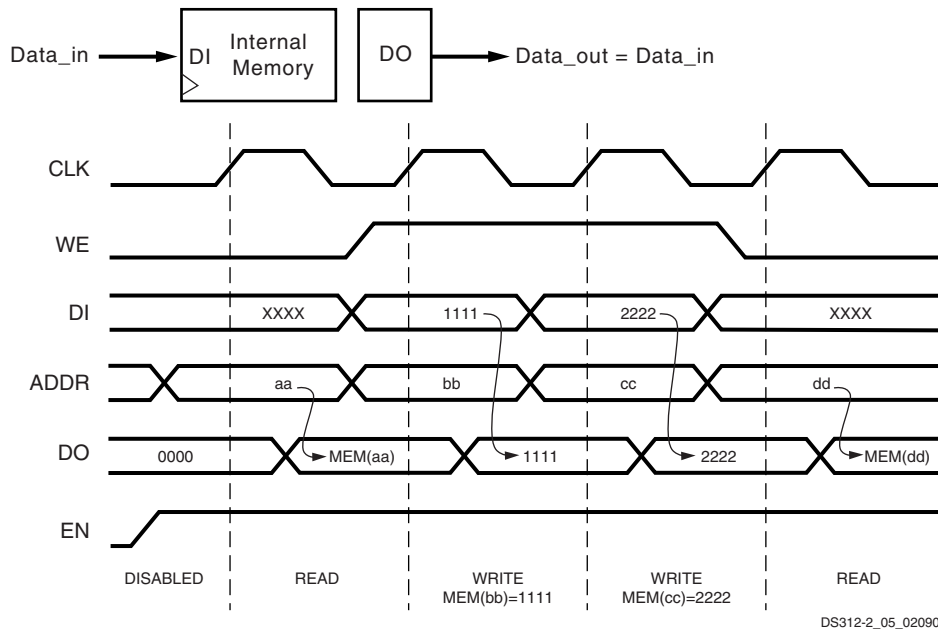 Data_in
DI
Internal
Memory
DO
Data_out = Data_in
CLK
WE
DI
XXXX
1111
2222
XXXX
ADDR
aa
bb
cc
dd
DO
0000
MEM(aa)
1111
2222
MEM(dd)
EN
DISABLED
READ
WRITE
MEM(bb)=1111
WRITE
MEM(cc)=2222
READ
DS312-2_05_02090